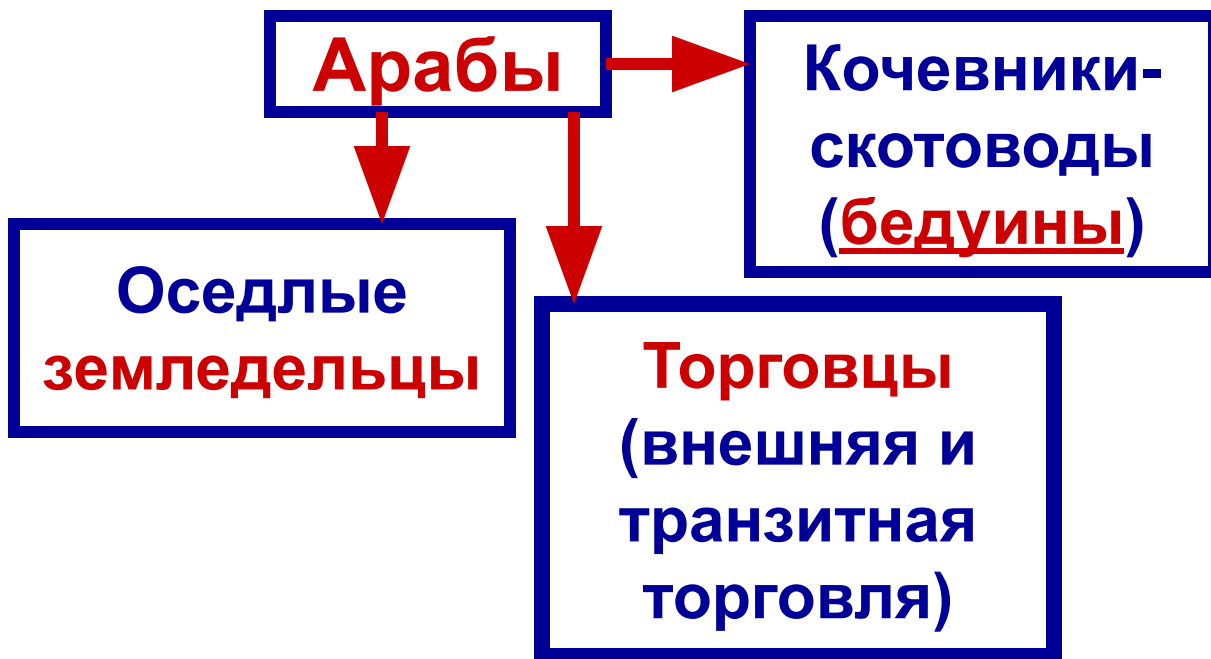 Арабы
Кочевники-
скотоводы
(бедуины)
Оседлые
земледельцы
Торговцы
(внешняя и
транзитная
торговля)